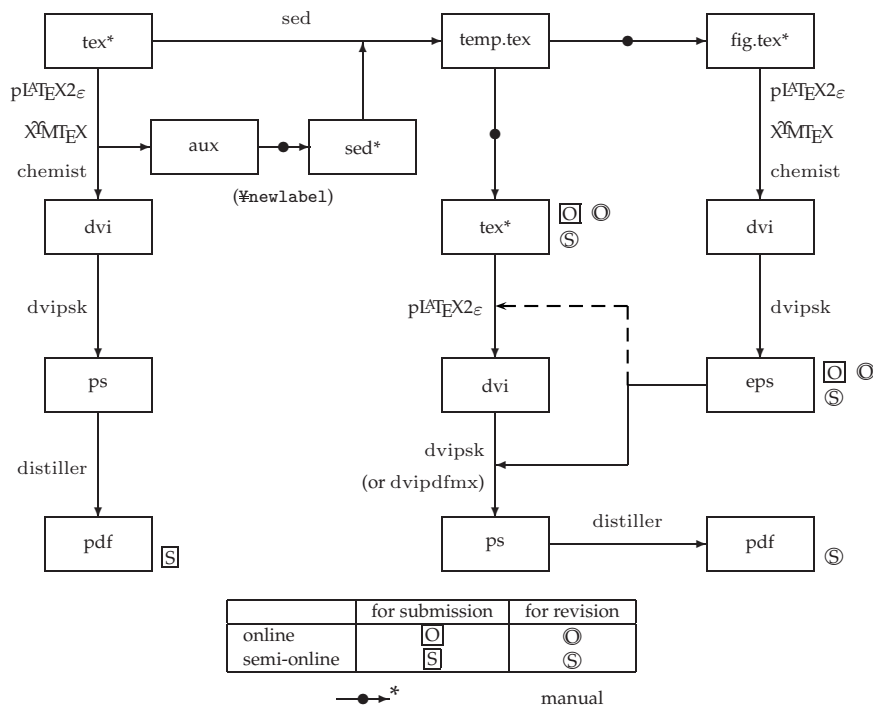 sed
tex*
temp.tex
fig.tex*
pLATEX2ε
XΥMTEX
chemist
aux
sed*
(¥newlabel)
pLATEX2ε
XΥMTEX
chemist
dvi
tex*
O O
S
dvi
dvipsk
pLATEX2ε
dvipsk
ps
dvi
eps
O O
S
distiller
dvipsk
(or dvipdfmx)
pdf
S
ps
distiller
pdf
S
for submission for revision
online O O
semi-online S S
* manual